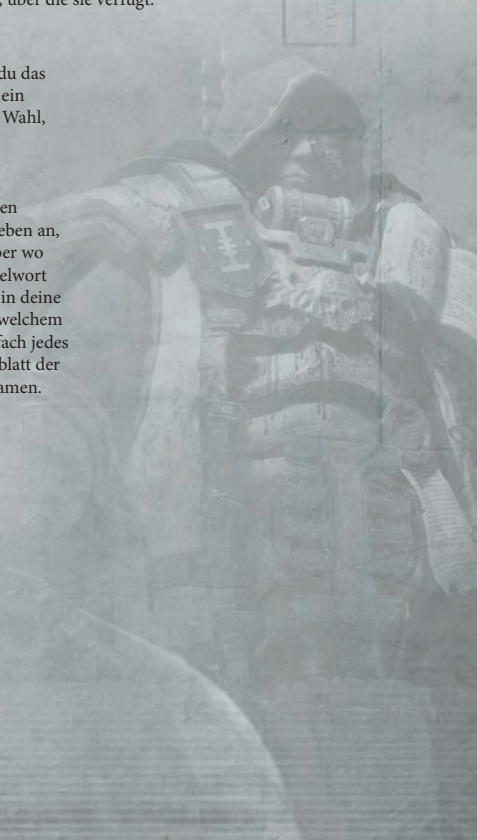 , über die sie verfügt.
du das
ein
Wahl,
en
eben an,
er wo
elwort
in deine
welchem
fach jedes
blatt der
amen.